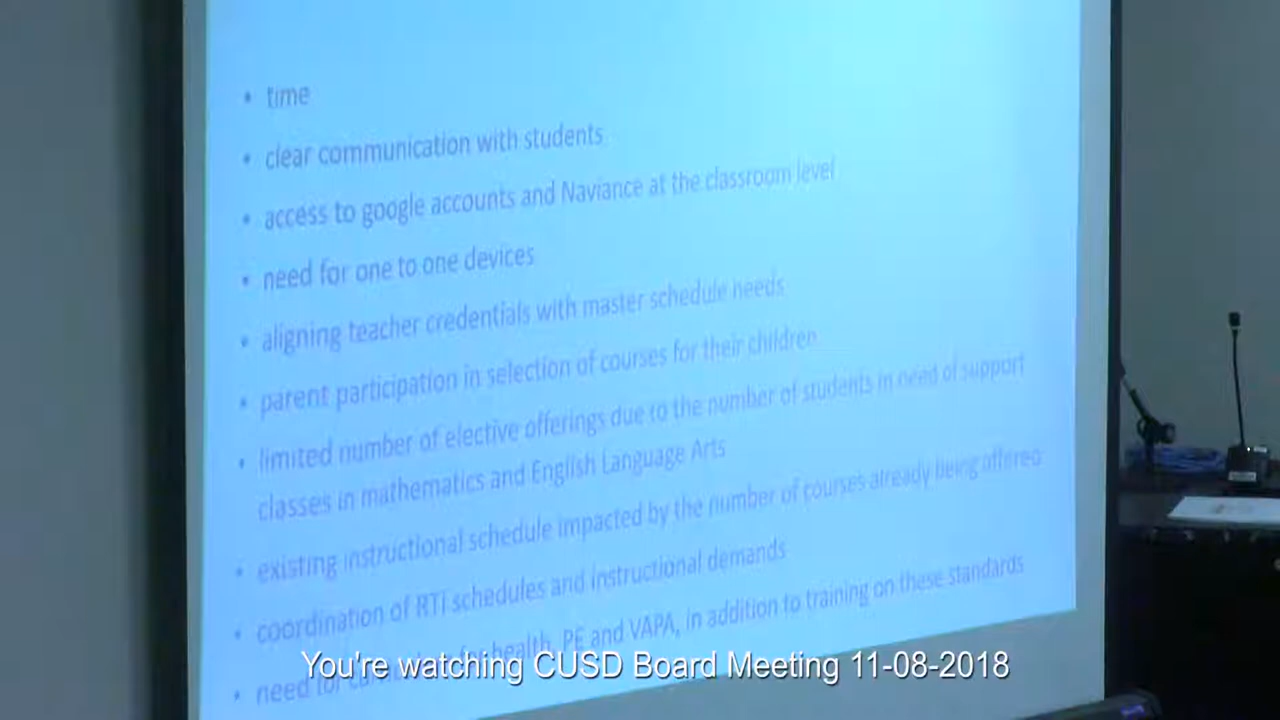 • time
• clear communication with students
• access to google accounts and Naviance at the classroom level
• need for one to one devices
• aligning teacher credentials with master schedule needs
• parent participation in selection of courses for their children
• limited number of elective offerings due to the number of students in need of support
classes in mathematics and English Language Arts
• existing instructional schedule impacted by the number of courses already being offered
• coordination of RTI schedules and instructional demands
• need for health, PE and VAPA, in addition to training on these standards
You're watching CUSD Board Meeting 11-08-2018